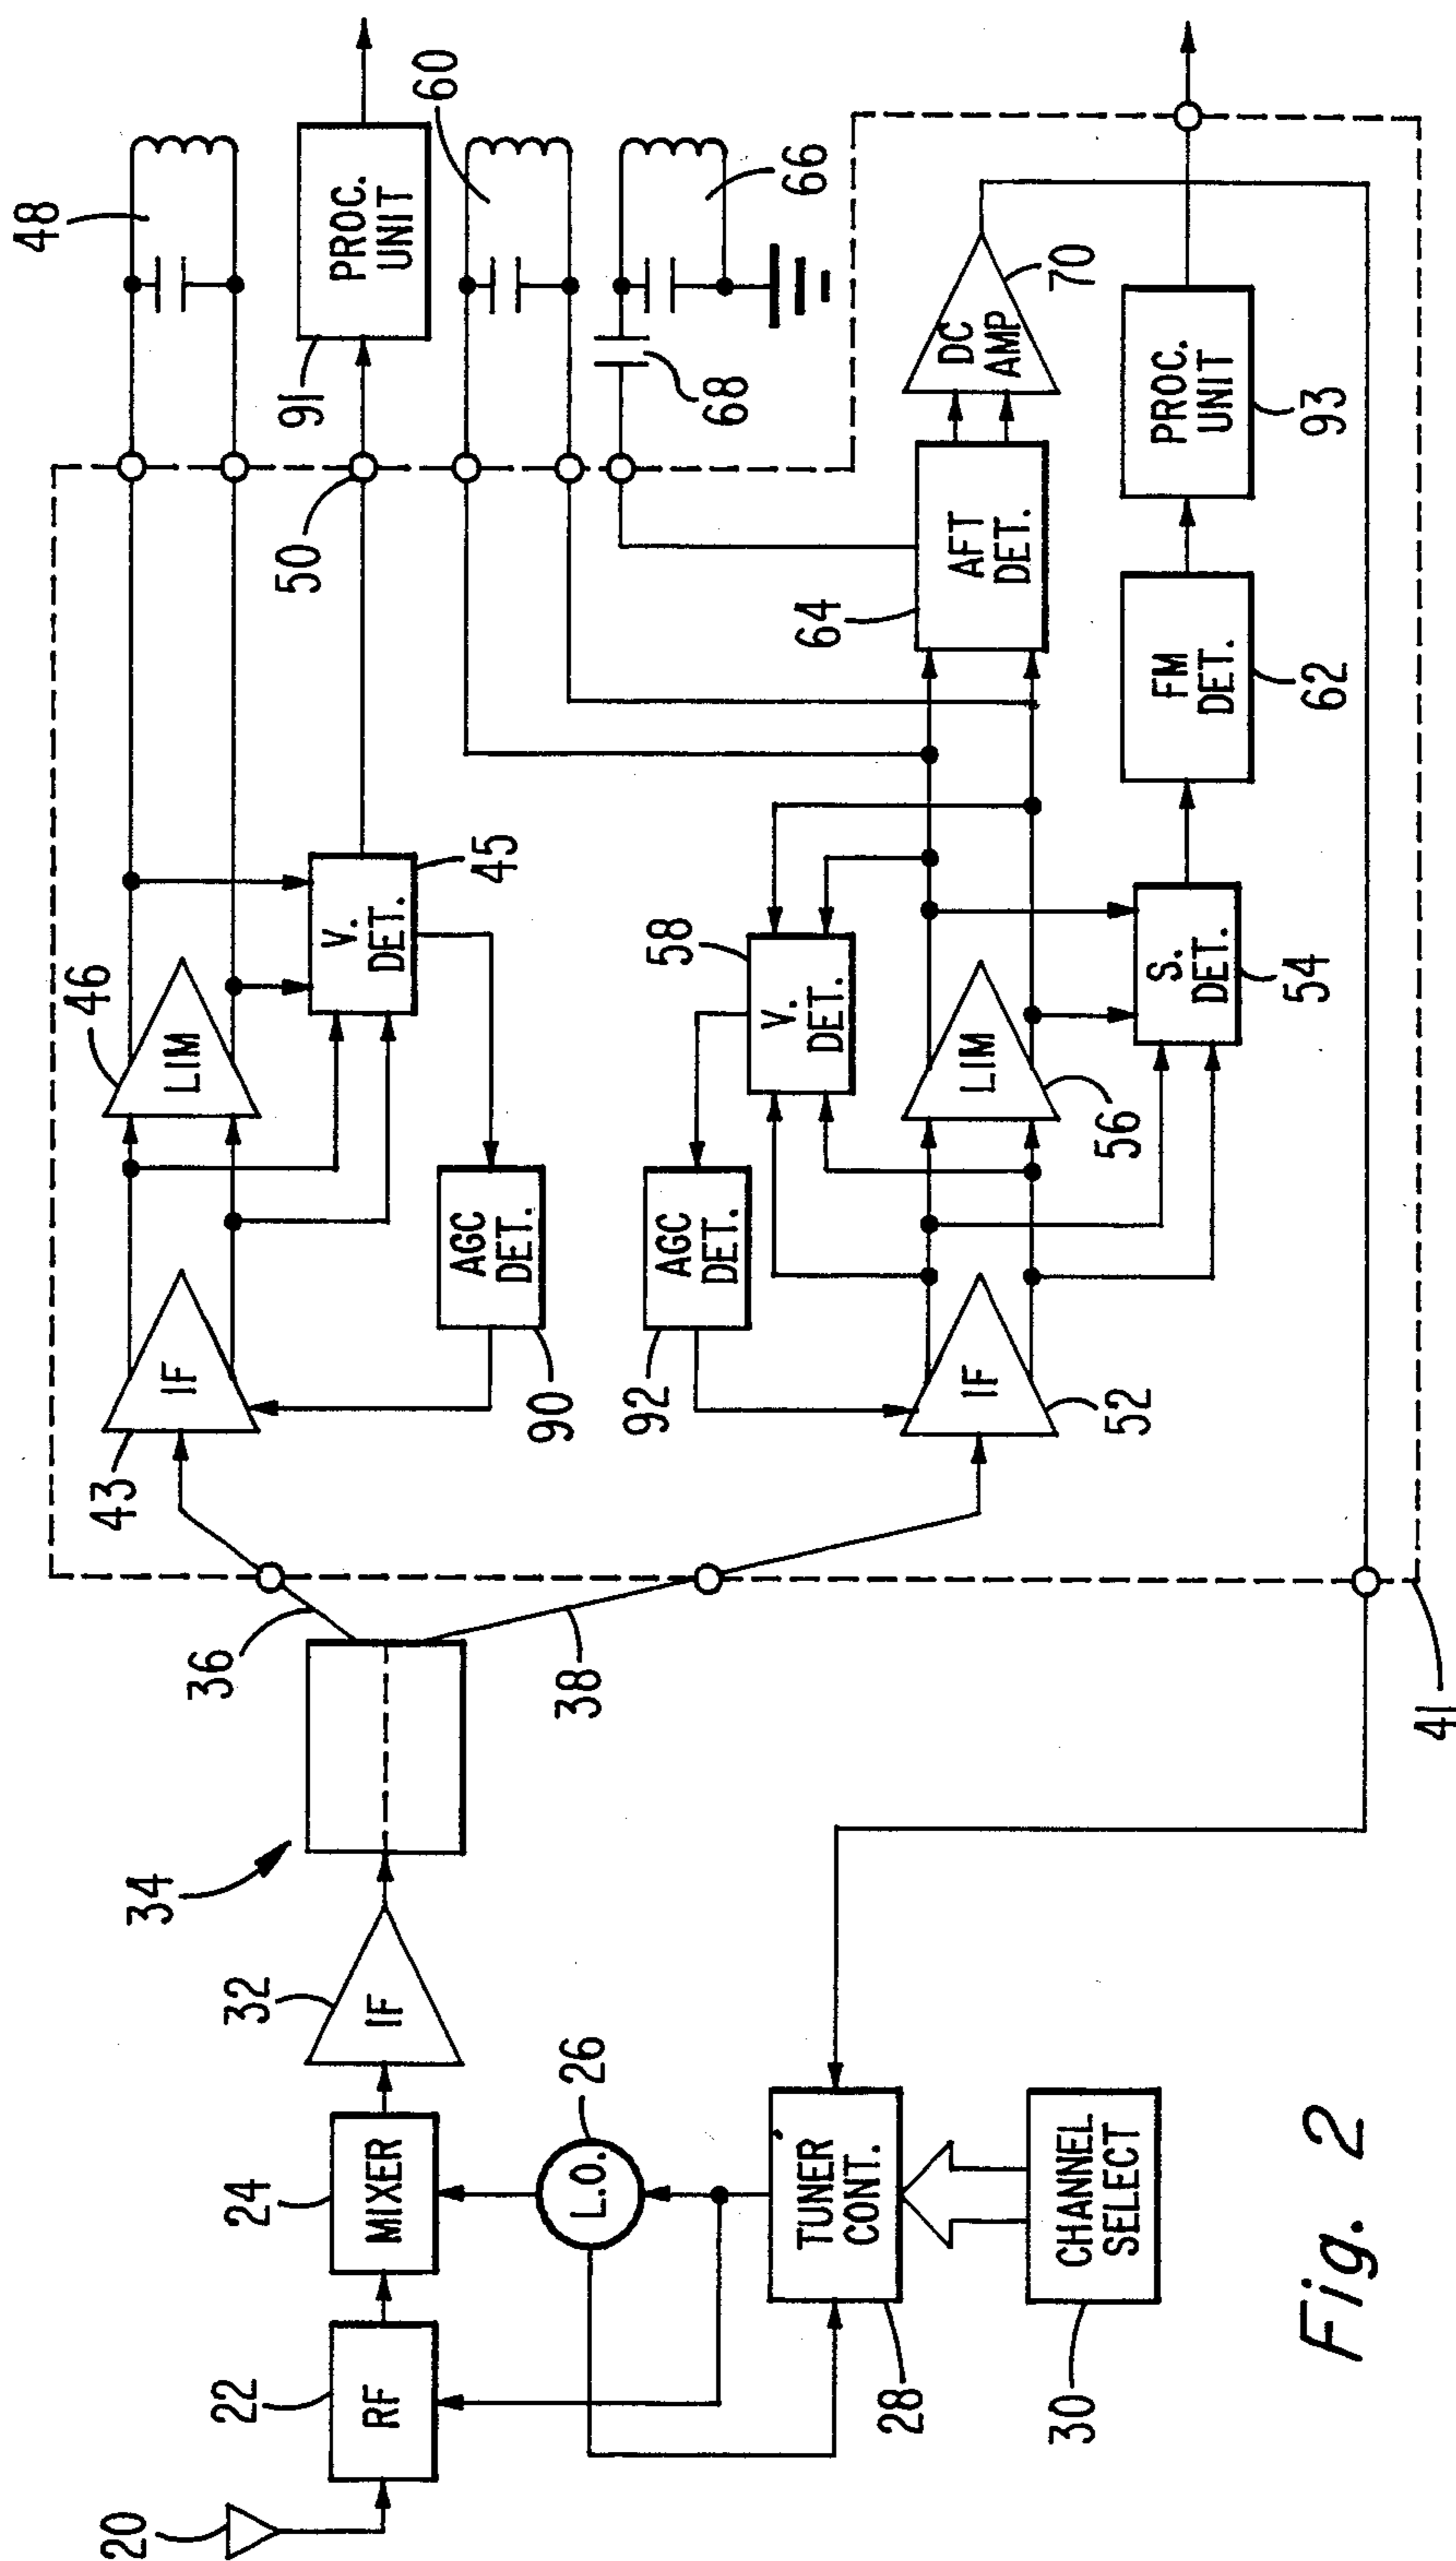 20
22
RF
24
MIXER
26
L.O.
28
TUNER
CONT.
30
CHANNEL
SELECT
32
IF
34
36
38
41
43
IF
46
LIM
V.
DET.
45
AGC
DET.
90
48
50
91
PROC.
UNIT
60
66
68
92
AGC
DET.
58
V.
DET.
IF
52
LIM
56
S.
DET.
54
64
AFT
DET.
DC
AMP
70
FM
DET.
62
PROC.
UNIT
93
Fig. 2